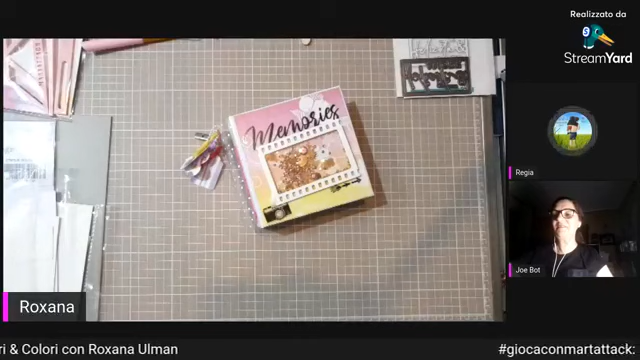 Realizzato da
StreamYard
Memories
Regia
Joe Bot
Roxana
ri & Colori con Roxana Ulman
#giocaconmartattack: